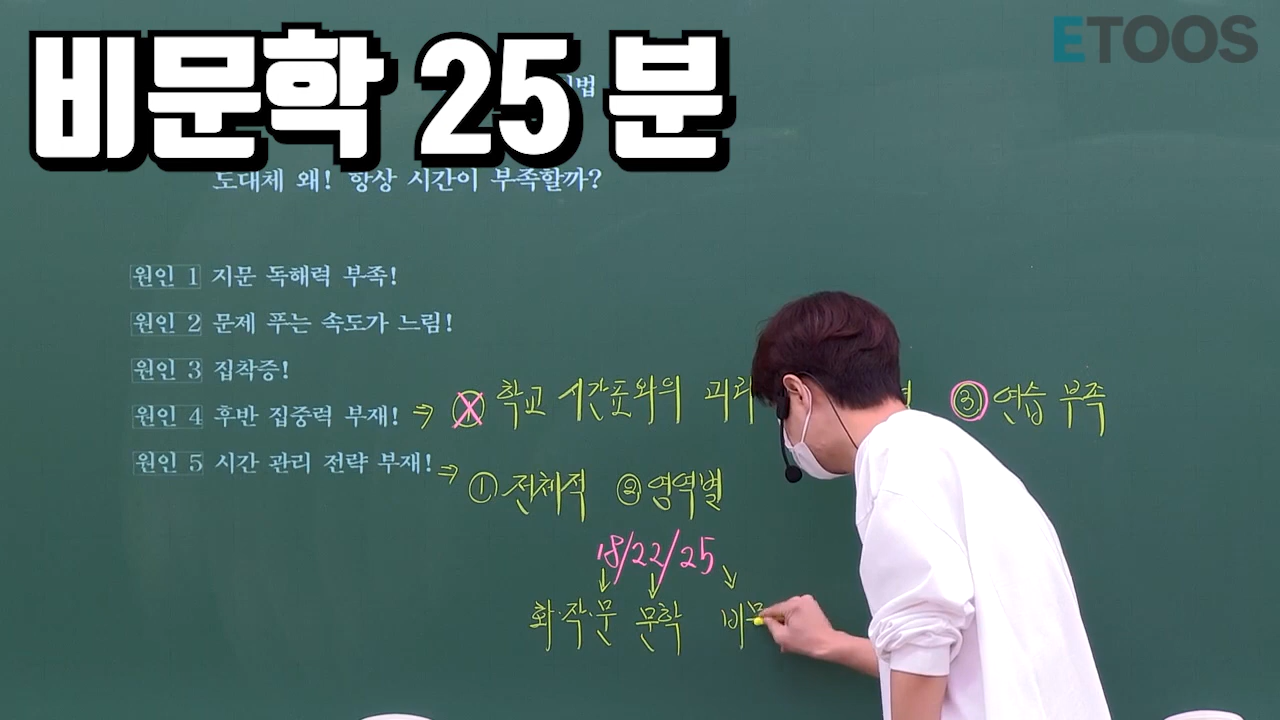 ETOOS
비문학 25 분
법
도대체 왜! 항상 시간이 부족할까?
원인 1 지문 독해력 부족!
원인 2 문제 푸는 속도가 느림!
원인 3 집착증!
원인 4 후반 집중력 부재! ⇒ ① 학교 시간표와의 괴리 ③ 연습 부족
원인 5 시간 관리 전략 부재! ⇒ ① 전체적 ② 영역별
18/22/25
화·작·문 문학 비문